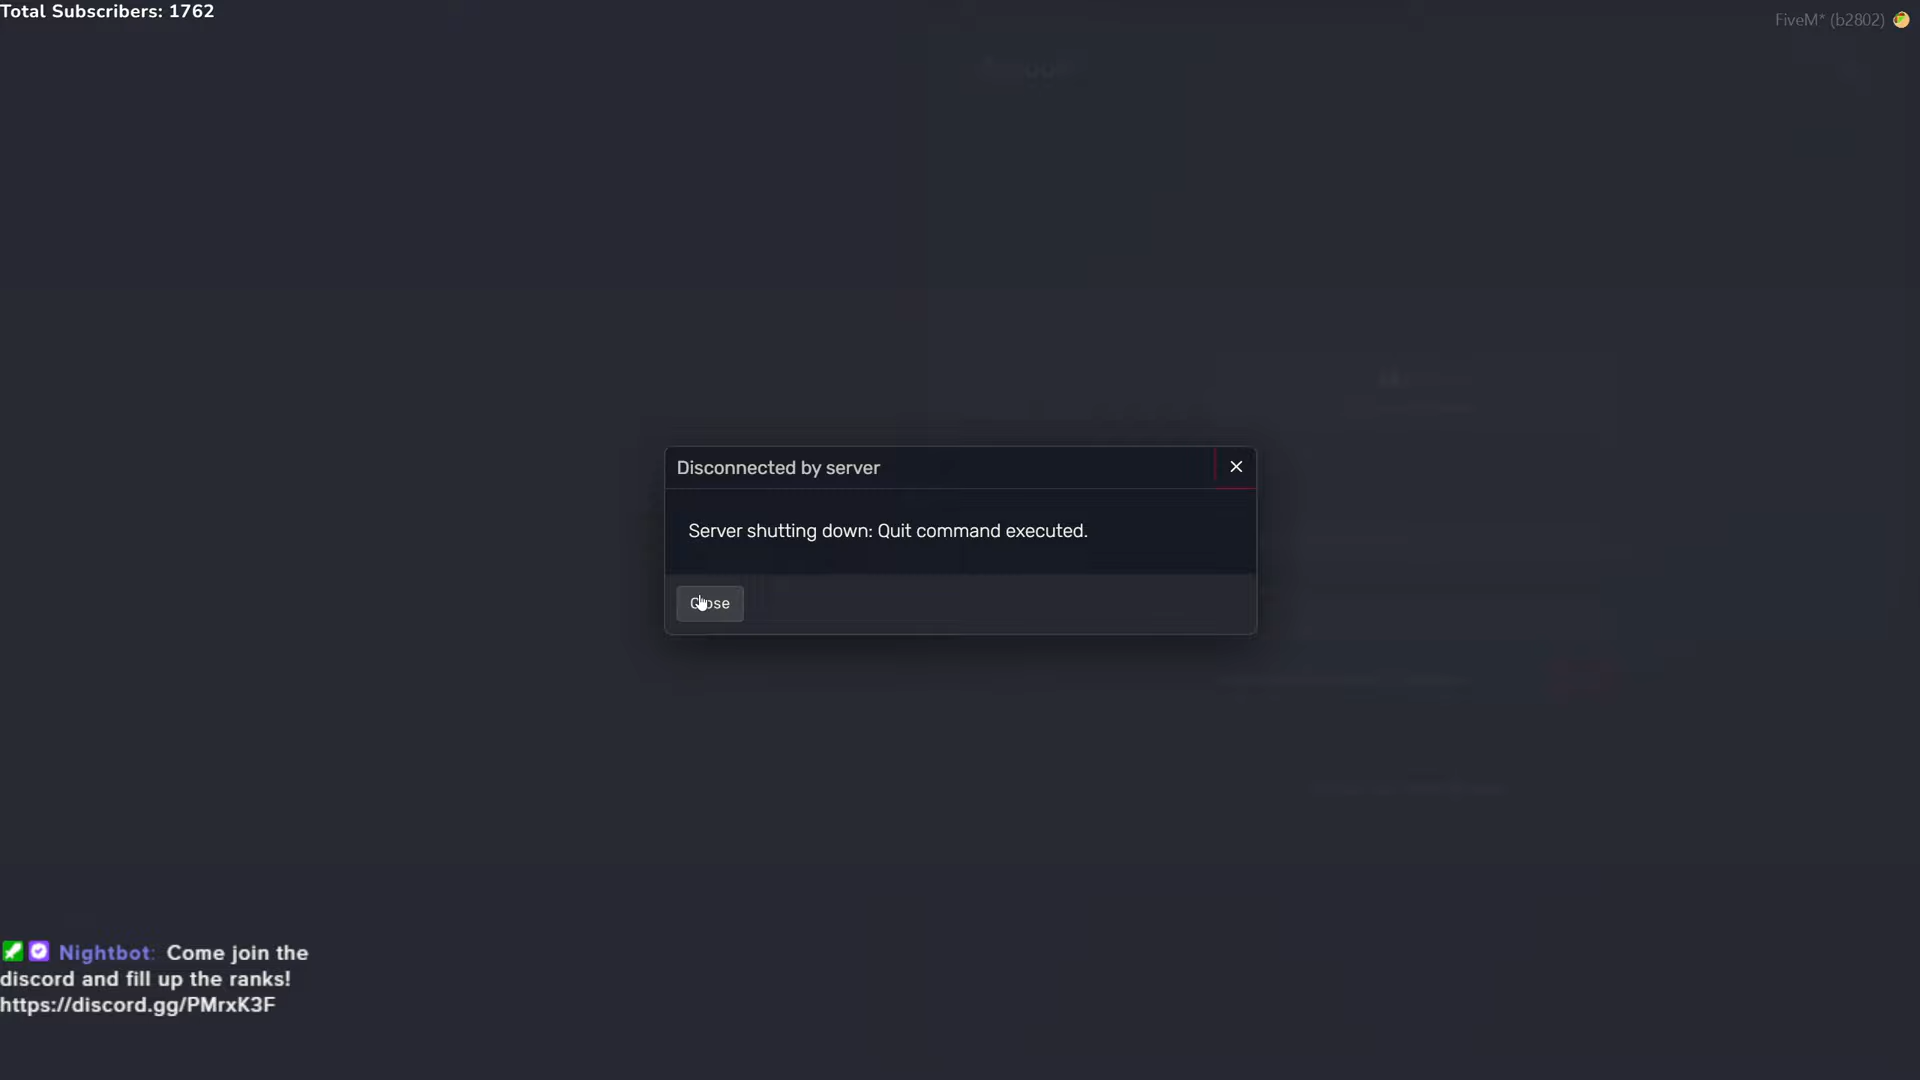 Total Subscribers: 1762
FiveM* (b2802)
Disconnected by server
Server shutting down: Quit command executed.
Close
Nightbot: Come join the
discord and fill up the ranks!
https://discord.gg/PMrxK3F